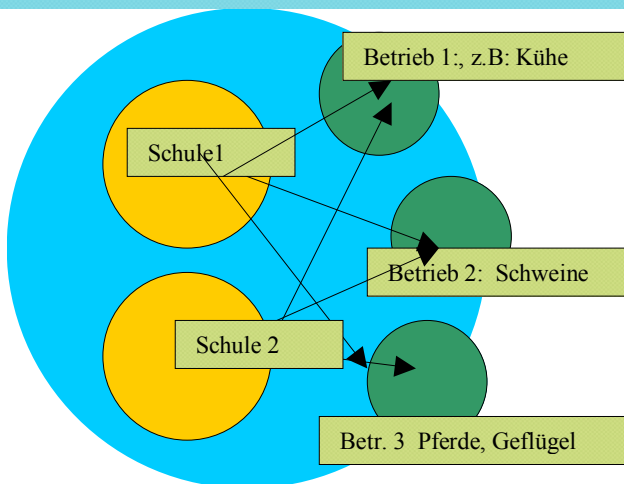 Betrieb 1:, z.B: Kühe
Schule1
Betrieb 2:  Schweine
Schule 2
Betr. 3  Pferde, Geflügel